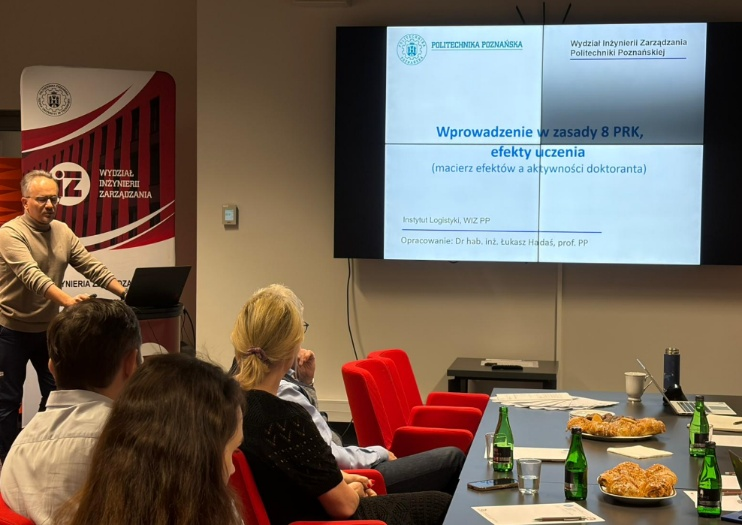 POLITECHNIKA POZNAŃSKA
Wydział Inżynierii Zarządzania
Politechniki Poznańskiej
Wprowadzenie w zasady 8 PRK,
efekty uczenia
(macierz efektów a aktywności doktoranta)
Instytut Logistyki, WIZ PP
Opracowanie: Dr hab. inż. Łukasz Hadaś, prof. PP
iz
WYDZIAŁ
INŻYNIERII
ZARZĄDZANIA